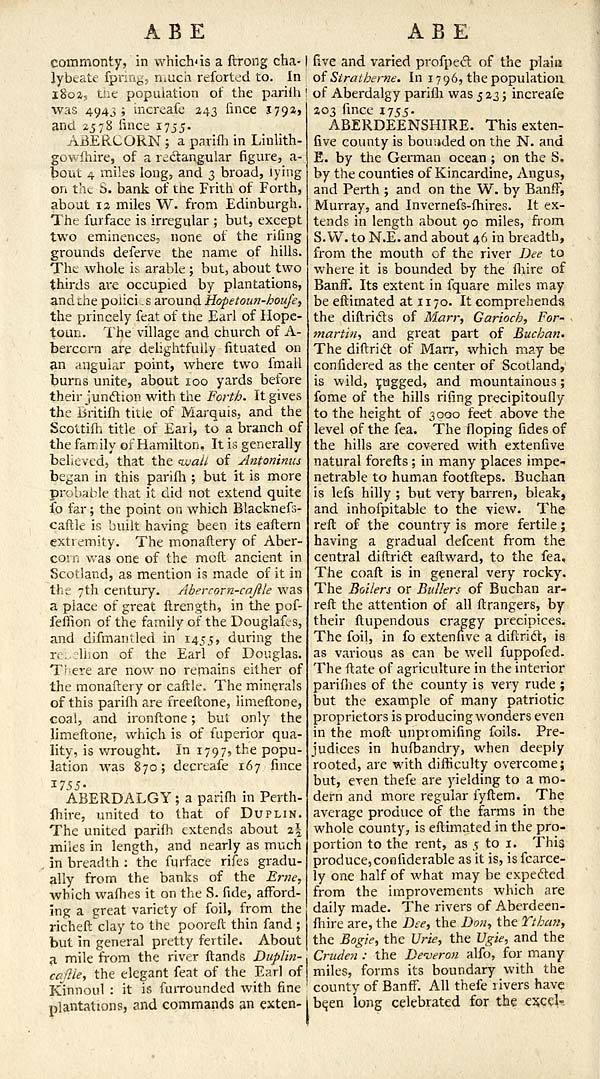 A B E
commonty, in which is a ſtrong cha-
lybeate ſpring, much reſorted to. In
1802, the population of the pariſh
was 4943; increaſe 243 ſince 1792,
and 2578 ſince 1755.
ABERCORN; a pariſh in Linlith-
gowſhire, of a rectangular figure, a-
bout 4 miles long, and 3 broad, lying
on the S. bank of the Frith of Forth,
about 12 miles W. from Edinburgh.
The ſurface is irregular; but, except
two eminences, none of the riſing
grounds deſerve the name of hills.
The whole is arable; but, about two
thirds are occupied by plantations,
and the policies around Hopetoun-houſe,
the princely ſeat of the Earl of Hope-
toun. The village and church of A-
bercorn are delightfully ſituated on
an angular point, where two ſmall
burns unite, about 100 yards before
their junction with the Forth. It gives
the Britiſh title of Marquis, and the
Scottiſh title of Earl, to a branch of
the family of Hamilton. It is generally
believed, that the wall of Antoninus
began in this pariſh; but it is more
probable that it did not extend quite
ſo far; the point on which Blackneſs-
caſtle is built having been its eaſtern
extremity. The monaſtery of Aber-
corn was one of the moſt ancient in
Scotland, as mention is made of it in
the 7th century. Abercorn-caſtle was
a place of great ſtrength, in the poſ-
ſeſſion of the family of the Douglaſes,
and diſmantled in 1455, during the
rebellion of the Earl of Douglas.
There are now no remains either of
the monaſtery or caſtle. The minerals
of this pariſh are freeſtone, limeſtone,
coal, and ironſtone; but only the
limeſtone, which is of ſuperior qua-
lity, is wrought. In 1797, the popu-
lation was 870; decreaſe 167 ſince
1755.
ABERDALGY; a pariſh in Perth-
ſhire, united to that of DUPLIN.
The united pariſh extends about 2½
miles in length, and nearly as much
in breadth: the ſurface riſes gradu-
ally from the banks of the Erne,
which waſhes it on the S. ſide, afford-
ing a great variety of ſoil, from the
richeſt clay to the pooreſt thin ſand;
but in general pretty fertile. About
a mile from the river ſtands Duplin-
caſtle, the elegant ſeat of the Earl of
Kinnoul: it is ſurrounded with fine
plantations, and commands an exten-
A B E
ſive and varied proſpect of the plain
of Stratherne. In 1796, the population
of Aberdalgy pariſh was 523; increaſe
203 ſince 1755.
ABERDEENSHIRE. This exten-
ſive county is bounded on the N. and
E. by the German ocean; on the S.
by the counties of Kincardine, Angus,
and Perth; and on the W. by Banff,
Murray, and Inverneſs-ſhires. It ex-
tends in length about 90 miles, from
S.W. to N.E. and about 46 in breadth,
from the mouth of the river Dee to
where it is bounded by the ſhire of
Banff. Its extent in ſquare miles may
be eſtimated at 1170. It comprehends
the diſtricts of Marr, Garioch, For-
martin, and great part of Buchan.
The diſtrict of Marr, which may be
conſidered as the center of Scotland,
is wild, rugged, and mountainous;
ſome of the hills riſing precipitouſly
to the height of 3000 feet above the
level of the ſea. The ſloping ſides of
the hills are covered with extenſive
natural foreſts; in many places impe-
netrable to human footſteps. Buchan
is leſs hilly; but very barren, bleak,
and inhoſpitable to the view. The
reſt of the country is more fertile;
having a gradual deſcent from the
central diſtrict eaſtward, to the ſea.
The coaſt is in general very rocky.
The Boilers or Bullers of Buchan ar-
reſt the attention of all ſtrangers, by
their ſtupendous craggy precipices.
The ſoil, in ſo extenſive a diſtrict, is
as various as can be well ſuppoſed.
The ſtate of agriculture in the interior
pariſhes of the county is very rude;
but the example of many patriotic
proprietors is producing wonders even
in the moſt unpromiſing ſoils. Pre-
judices in huſbandry, when deeply
rooted, are with difficulty overcome;
but, even theſe are yielding to a mo-
dern and more regular ſyſtem. The
average produce of the farms in the
whole county, is eſtimated in the pro-
portion to the rent, as 5 to 1. This
produce, conſiderable as it is, is ſcarce-
ly one half of what may be expected
from the improvements which are
daily made. The rivers of Aberdeen-
ſhire are, the Dee, the Don, the Ythan,
the Bogie, the Urie, the Ugie, and the
Cruden: the Deveron alſo, for many
miles, forms its boundary with the
county of Banff. All theſe rivers have
been long celebrated for the excel-